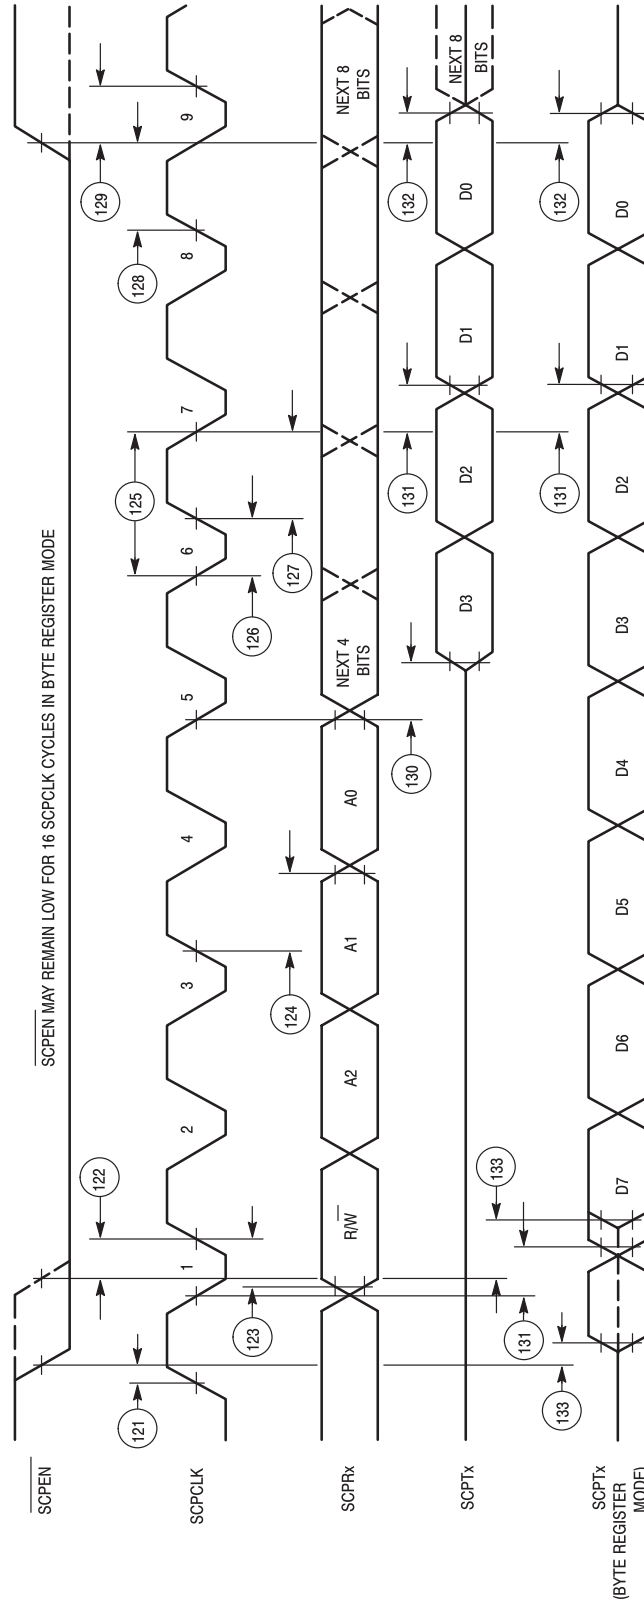 SCPEN MAY REMAIN LOW FOR 16 SCPCLK CYCLES IN BYTE REGISTER MODE
SCPEN
121
122
128
129
SCPCLK
1
2
3
4
5
6
7
8
9
125
123
124
126
127
SCPRx
R/W
A2
A1
A0
NEXT 4
BITS
NEXT 8
BITS
130
131
132
SCPTx
D3
D2
D1
D0
NEXT 8
BITS
133
131
133
131
132
SCPTx
(BYTE REGISTER
MODE)
D7
D6
D5
D4
D3
D2
D1
D0